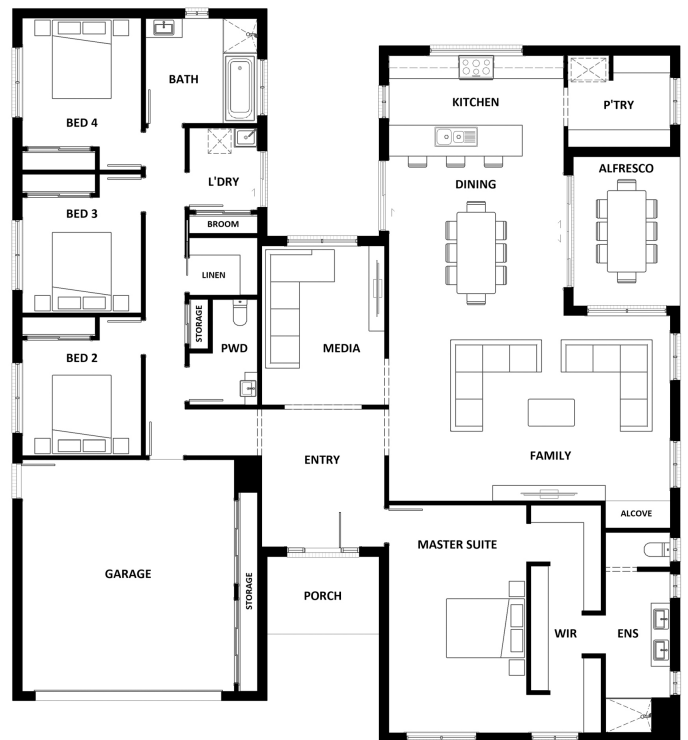 BATH
BED 4
KITCHEN
P'TRY
L'DRY
ALFRESCO
DINING
BED 3
BROOM
LINEN
STORAGE
PWD
MEDIA
BED 2
FAMILY
ENTRY
ALCOVE
MASTER SUITE
GARAGE
STORAGE
PORCH
WIR
ENS